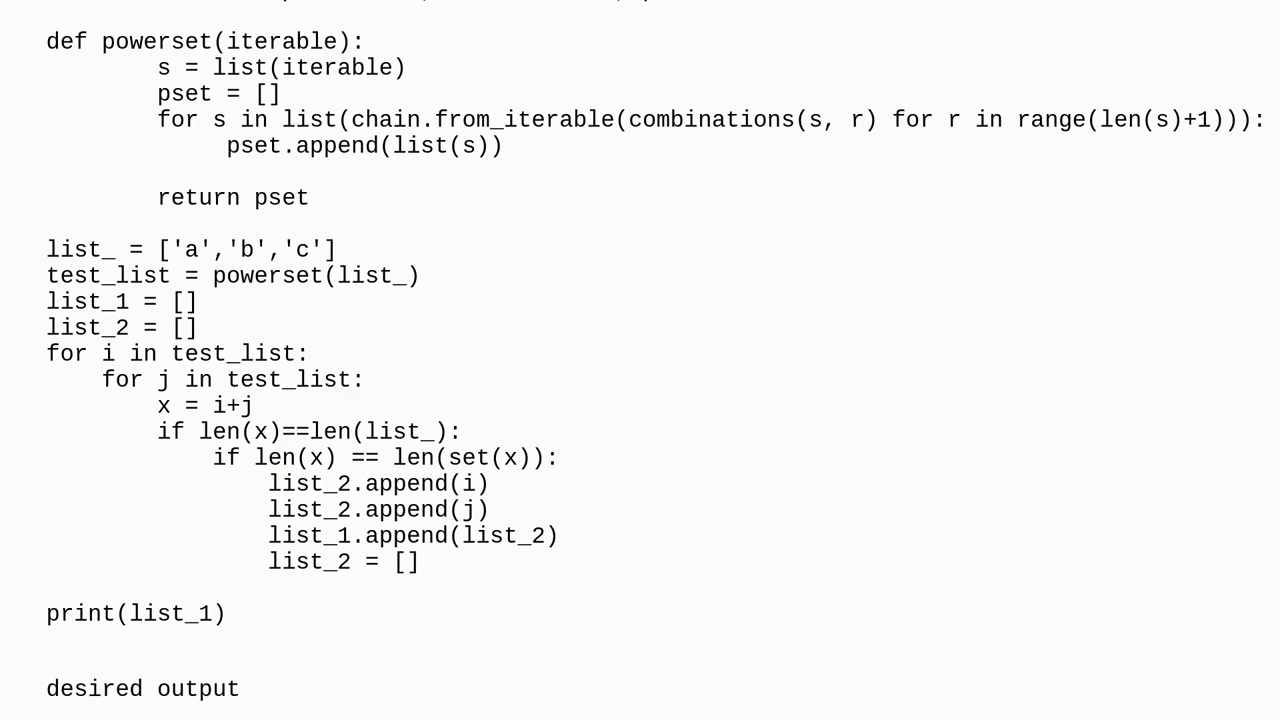 def powerset(iterable):
        s = list(iterable)
        pset = []
        for s in list(chain.from_iterable(combinations(s, r) for r in range(len(s)+1))):
             pset.append(list(s))
        return pset
list_ = ['a','b','c']
test_list = powerset(list_)
list_1 = []
list_2 = []
for i in test_list:
    for j in test_list:
        x = i+j
        if len(x)==len(list_):
            if len(x) == len(set(x)):
                list_2.append(i)
                list_2.append(j)
                list_1.append(list_2)
                list_2 = []
print(list_1)
desired output